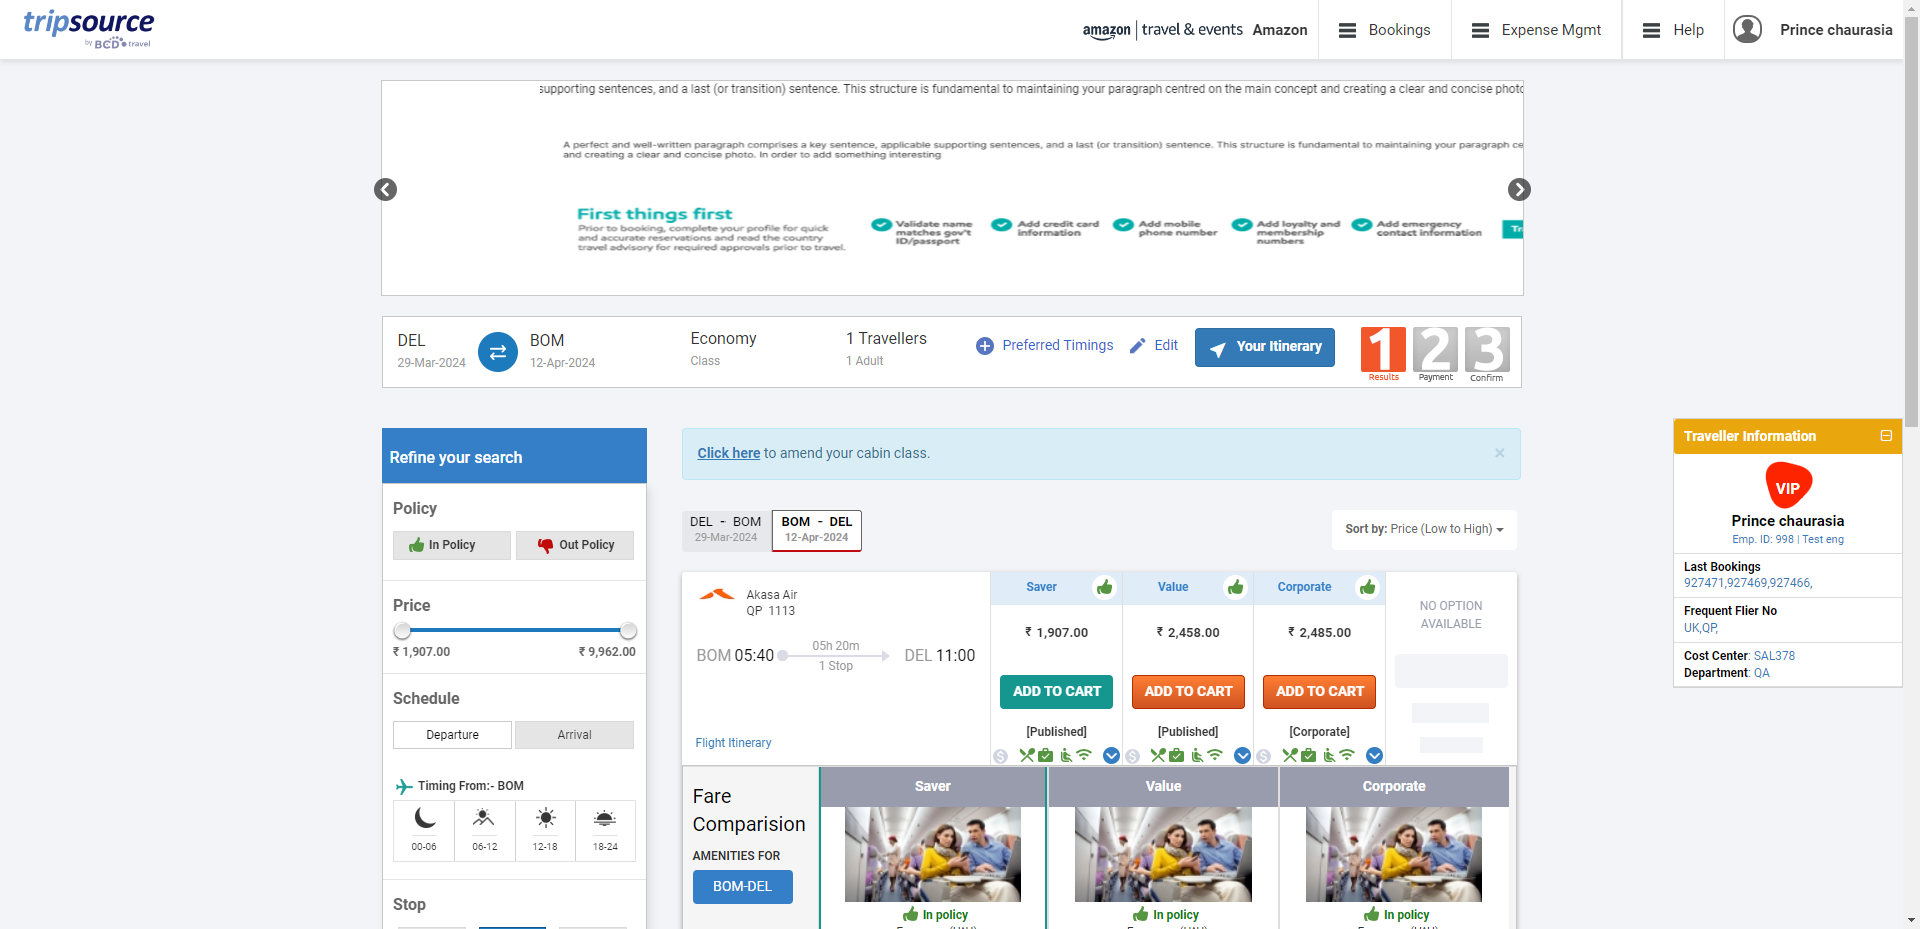 tripsource
by BCD travel
amazon | travel & events Amazon
Bookings
Expense Mgmt
Help
Prince chaurasia
supporting sentences, and a last (or transition) sentence. This structure is fundamental to maintaining your paragraph centred on the main concept and creating a clear and concise photo
A perfect and well-written paragraph comprises a key sentence, applicable supporting sentences, and a last (or transition) sentence. This structure is fundamental to maintaining your paragraph ce
and creating a clear and concise photo. In order to add something interesting
First things first
Prior to booking, complete your profile for quick
and accurate reservations and read the country
travel advisory for required approvals prior to travel.
Validate name
matches gov't
ID/passport
Add credit card
information
Add mobile
phone number
Add loyalty and
membership
numbers
Add emergency
contact information
Tr
DEL
29-Mar-2024
BOM
12-Apr-2024
Economy
Class
1 Travellers
1 Adult
Preferred Timings
Edit
Your Itinerary
1 2 3
Results Payment Confirm
Refine your search
Policy
In Policy
Out Policy
Price
₹ 1,907.00
₹ 9,962.00
Schedule
Departure
Arrival
Timing From:- BOM
00-06
06-12
12-18
18-24
Stop
Click here to amend your cabin class.
×
DEL - BOM
29-Mar-2024
BOM - DEL
12-Apr-2024
Sort by: Price (Low to High)
Akasa Air
QP 1113
BOM 05:40
05h 20m
1 Stop
DEL 11:00
Flight Itinerary
Saver
₹ 1,907.00
ADD TO CART
[Published]
Value
₹ 2,458.00
ADD TO CART
[Published]
Corporate
₹ 2,485.00
ADD TO CART
[Corporate]
NO OPTION
AVAILABLE
Fare
Comparision
AMENITIES FOR
BOM-DEL
Saver
In policy
Value
In policy
Corporate
In policy
Traveller Information
VIP
Prince chaurasia
Emp. ID: 998 | Test eng
Last Bookings
927471,927469,927466,
Frequent Flier No
UK,QP,
Cost Center: SAL378
Department: QA